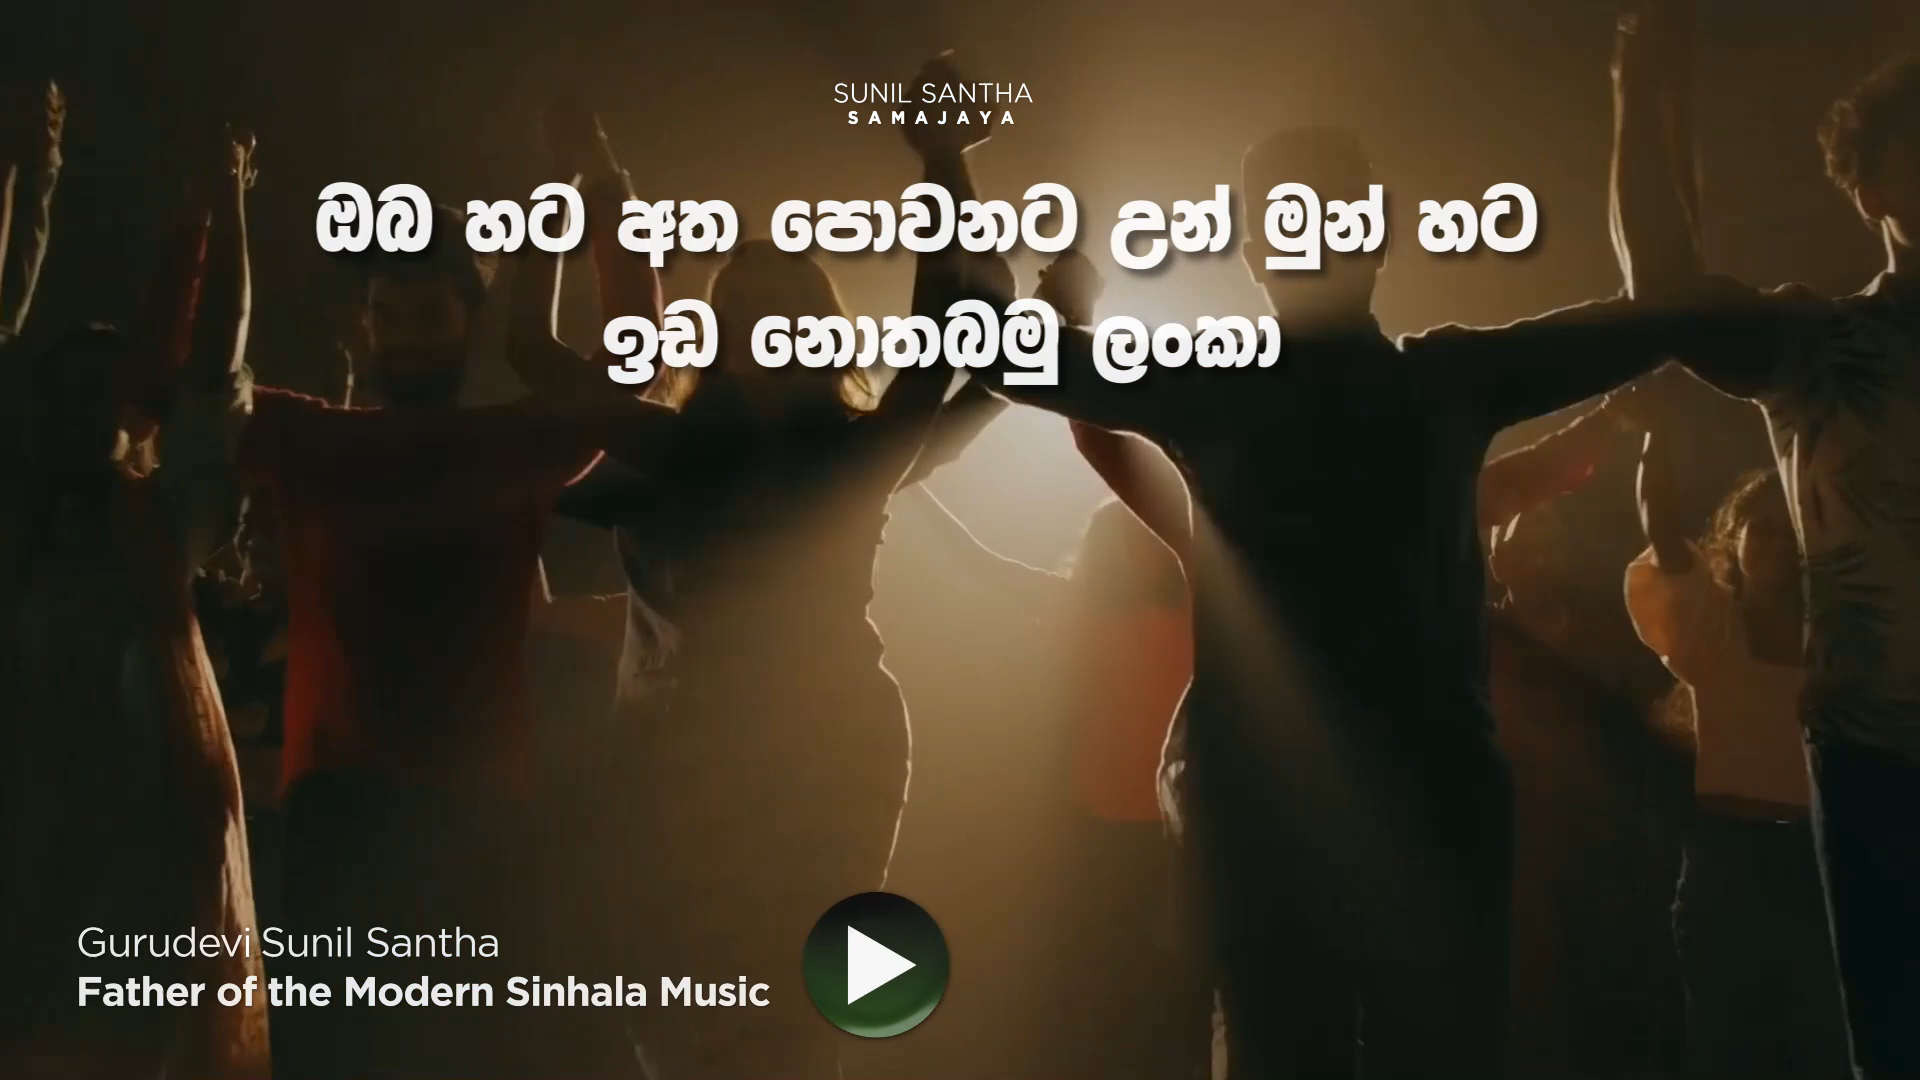 SUNIL SANTHA
SAMAJAYA
ඔබ හට අත පොවනට උන් මුන් හට
ඉඩ නොතබමු ලංකා
Gurudevi Sunil Santha
Father of the Modern Sinhala Music